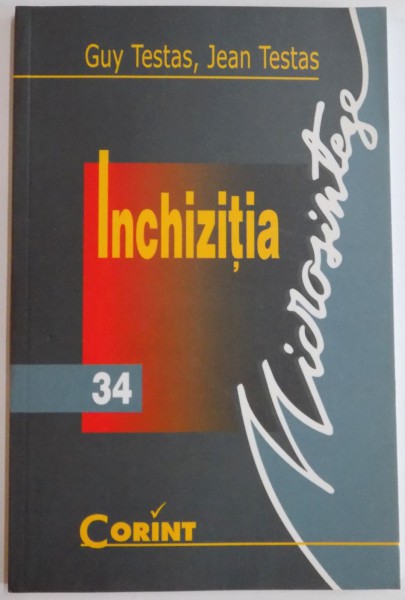 Guy Testas, Jean Testas
Inchiziția
Microsinteze
34
CORINT